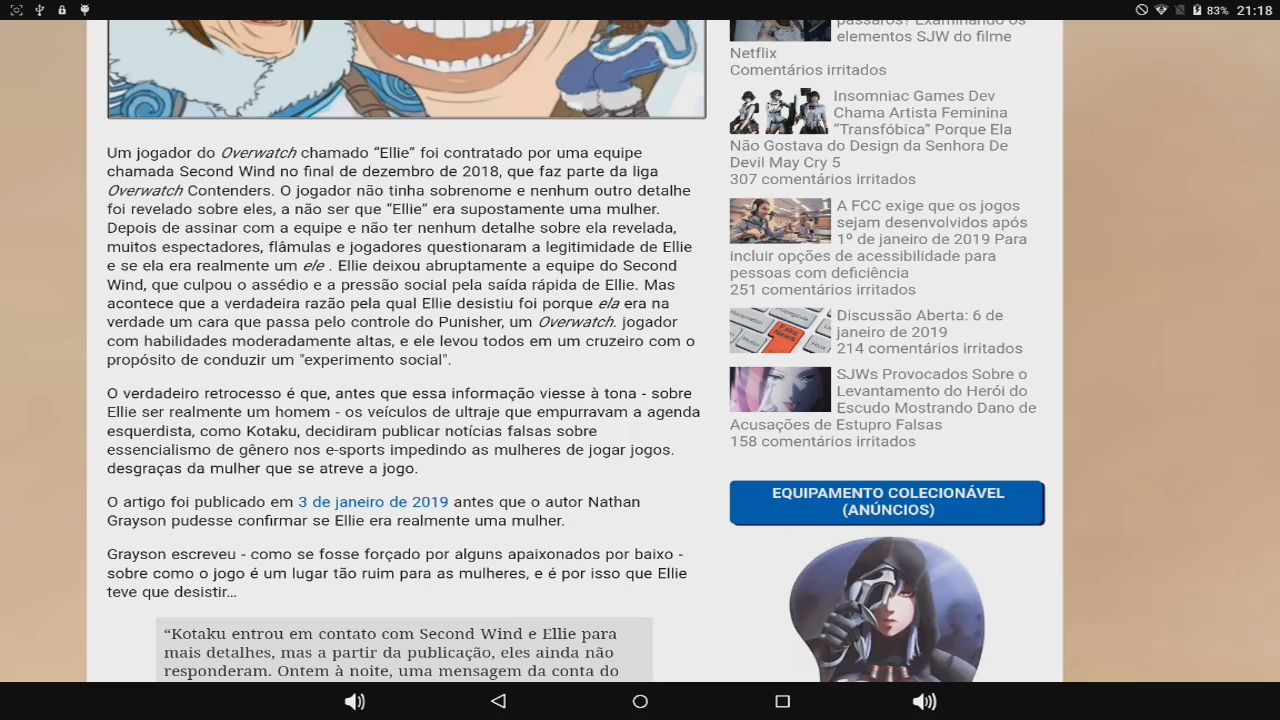 83% 21:18
Um jogador do Overwatch chamado “Ellie” foi contratado por uma equipe
chamada Second Wind no final de dezembro de 2018, que faz parte da liga
Overwatch Contenders. O jogador não tinha sobrenome e nenhum outro detalhe
foi revelado sobre eles, a não ser que “Ellie” era supostamente uma mulher.
Depois de assinar com a equipe e não ter nenhum detalhe sobre ela revelada,
muitos espectadores, flâmulas e jogadores questionaram a legitimidade de Ellie
e se ela era realmente um ele . Ellie deixou abruptamente a equipe do Second
Wind, que culpou o assédio e a pressão social pela saída rápida de Ellie. Mas
acontece que a verdadeira razão pela qual Ellie desistiu foi porque ela era na
verdade um cara que passa pelo controle do Punisher, um Overwatch. jogador
com habilidades moderadamente altas, e ele levou todos em um cruzeiro com o
propósito de conduzir um "experimento social".
O verdadeiro retrocesso é que, antes que essa informação viesse à tona - sobre
Ellie ser realmente um homem - os veículos de ultraje que empurravam a agenda
esquerdista, como Kotaku, decidiram publicar notícias falsas sobre
essencialismo de gênero nos e-sports impedindo as mulheres de jogar jogos.
desgraças da mulher que se atreve a jogo.
O artigo foi publicado em 3 de janeiro de 2019 antes que o autor Nathan
Grayson pudesse confirmar se Ellie era realmente uma mulher.
Grayson escreveu - como se fosse forçado por alguns apaixonados por baixo -
sobre como o jogo é um lugar tão ruim para as mulheres, e é por isso que Ellie
teve que desistir…
“Kotaku entrou em contato com Second Wind e Ellie para
mais detalhes, mas a partir da publicação, eles ainda não
responderam. Ontem à noite, uma mensagem da conta do
pássaros? Examinando os
elementos SJW do filme
Netflix
Comentários irritados
Insomniac Games Dev
Chama Artista Feminina
“Transfóbica” Porque Ela
Não Gostava do Design da Senhora De
Devil May Cry 5
307 comentários irritados
A FCC exige que os jogos
sejam desenvolvidos após
1º de janeiro de 2019 Para
incluir opções de acessibilidade para
pessoas com deficiência
251 comentários irritados
Discussão Aberta: 6 de
janeiro de 2019
214 comentários irritados
Fake News
SJWs Provocados Sobre o
Levantamento do Herói do
Escudo Mostrando Dano de
Acusações de Estupro Falsas
158 comentários irritados
EQUIPAMENTO COLECIONÁVEL
(ANÚNCIOS)